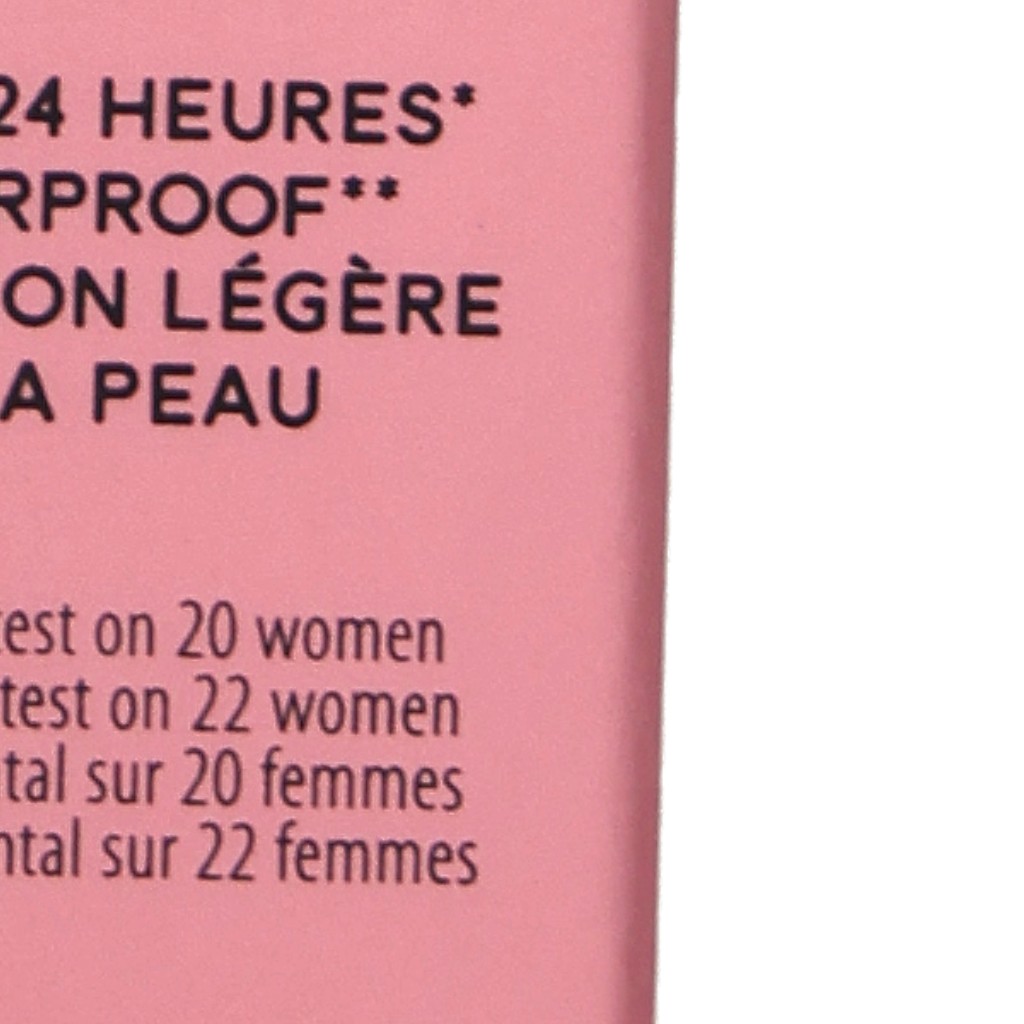 24 HEURES*
RPROOF**
ON LÉGÈRE
A PEAU
test on 20 women
test on 22 women
tal sur 20 femmes
ntal sur 22 femmes